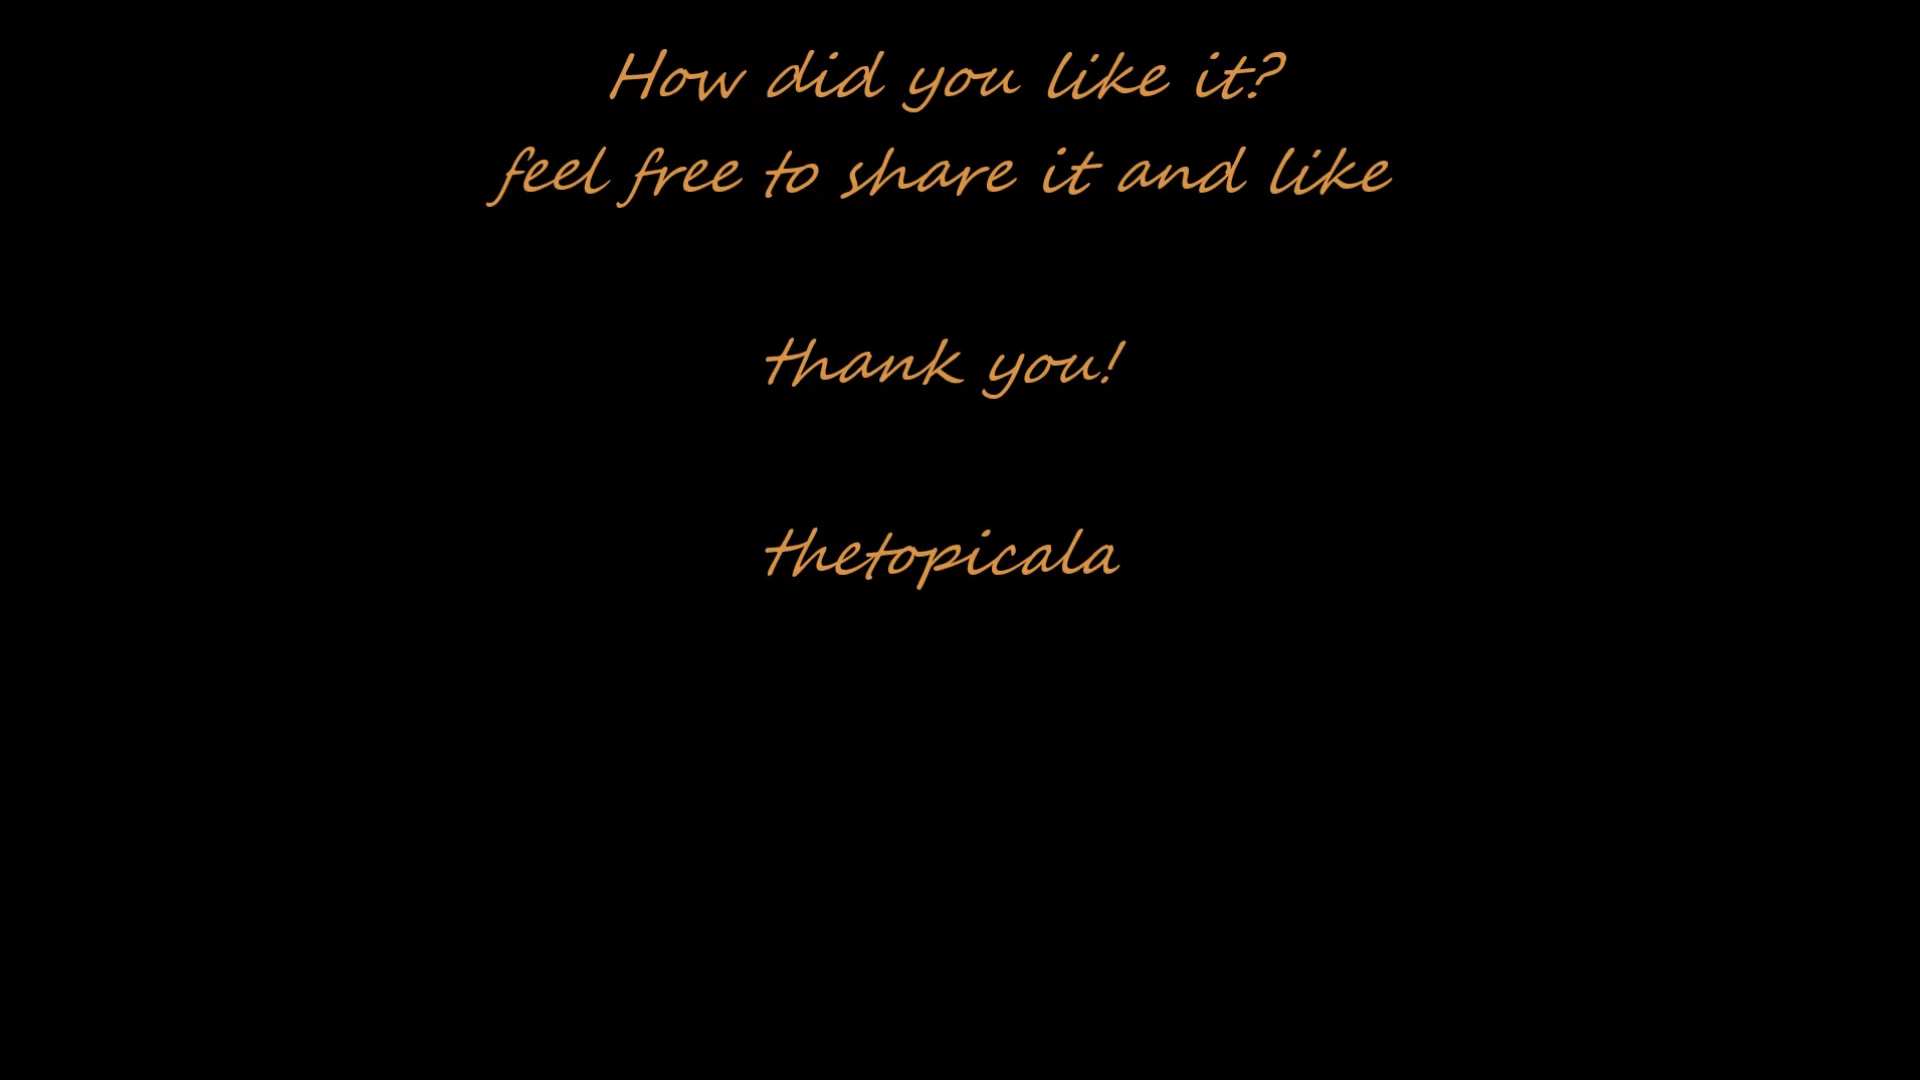 How did you like it?
feel free to share it and like
thank you!
thetopicala